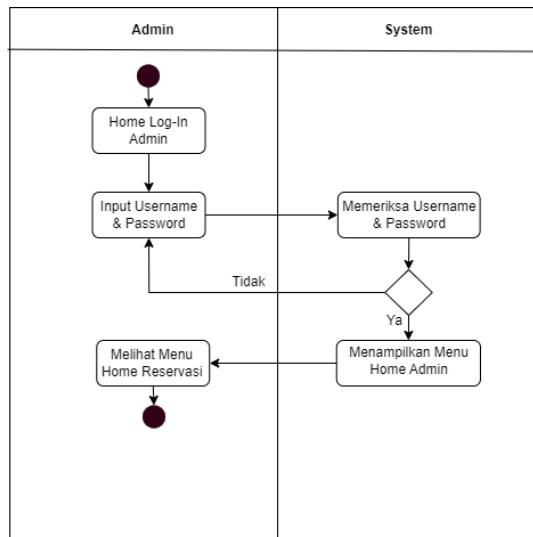 Admin
System
Home Log-In
Admin
Input Username
& Password
Memeriksa Username
& Password
Tidak
Ya
Melihat Menu
Home Reservasi
Menampilkan Menu
Home Admin